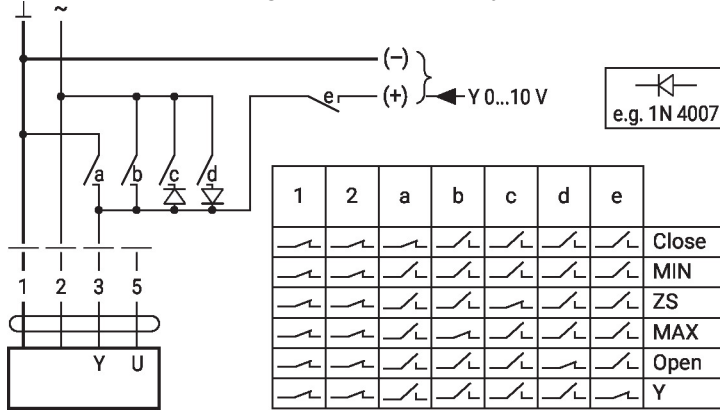 ⊥ ~
(−)
e (+) Y 0...10 V
e.g. 1N 4007
a b c d
1 2 a b c d e
Close
MIN
ZS
MAX
Open
Y
1 2 3 5
Y U